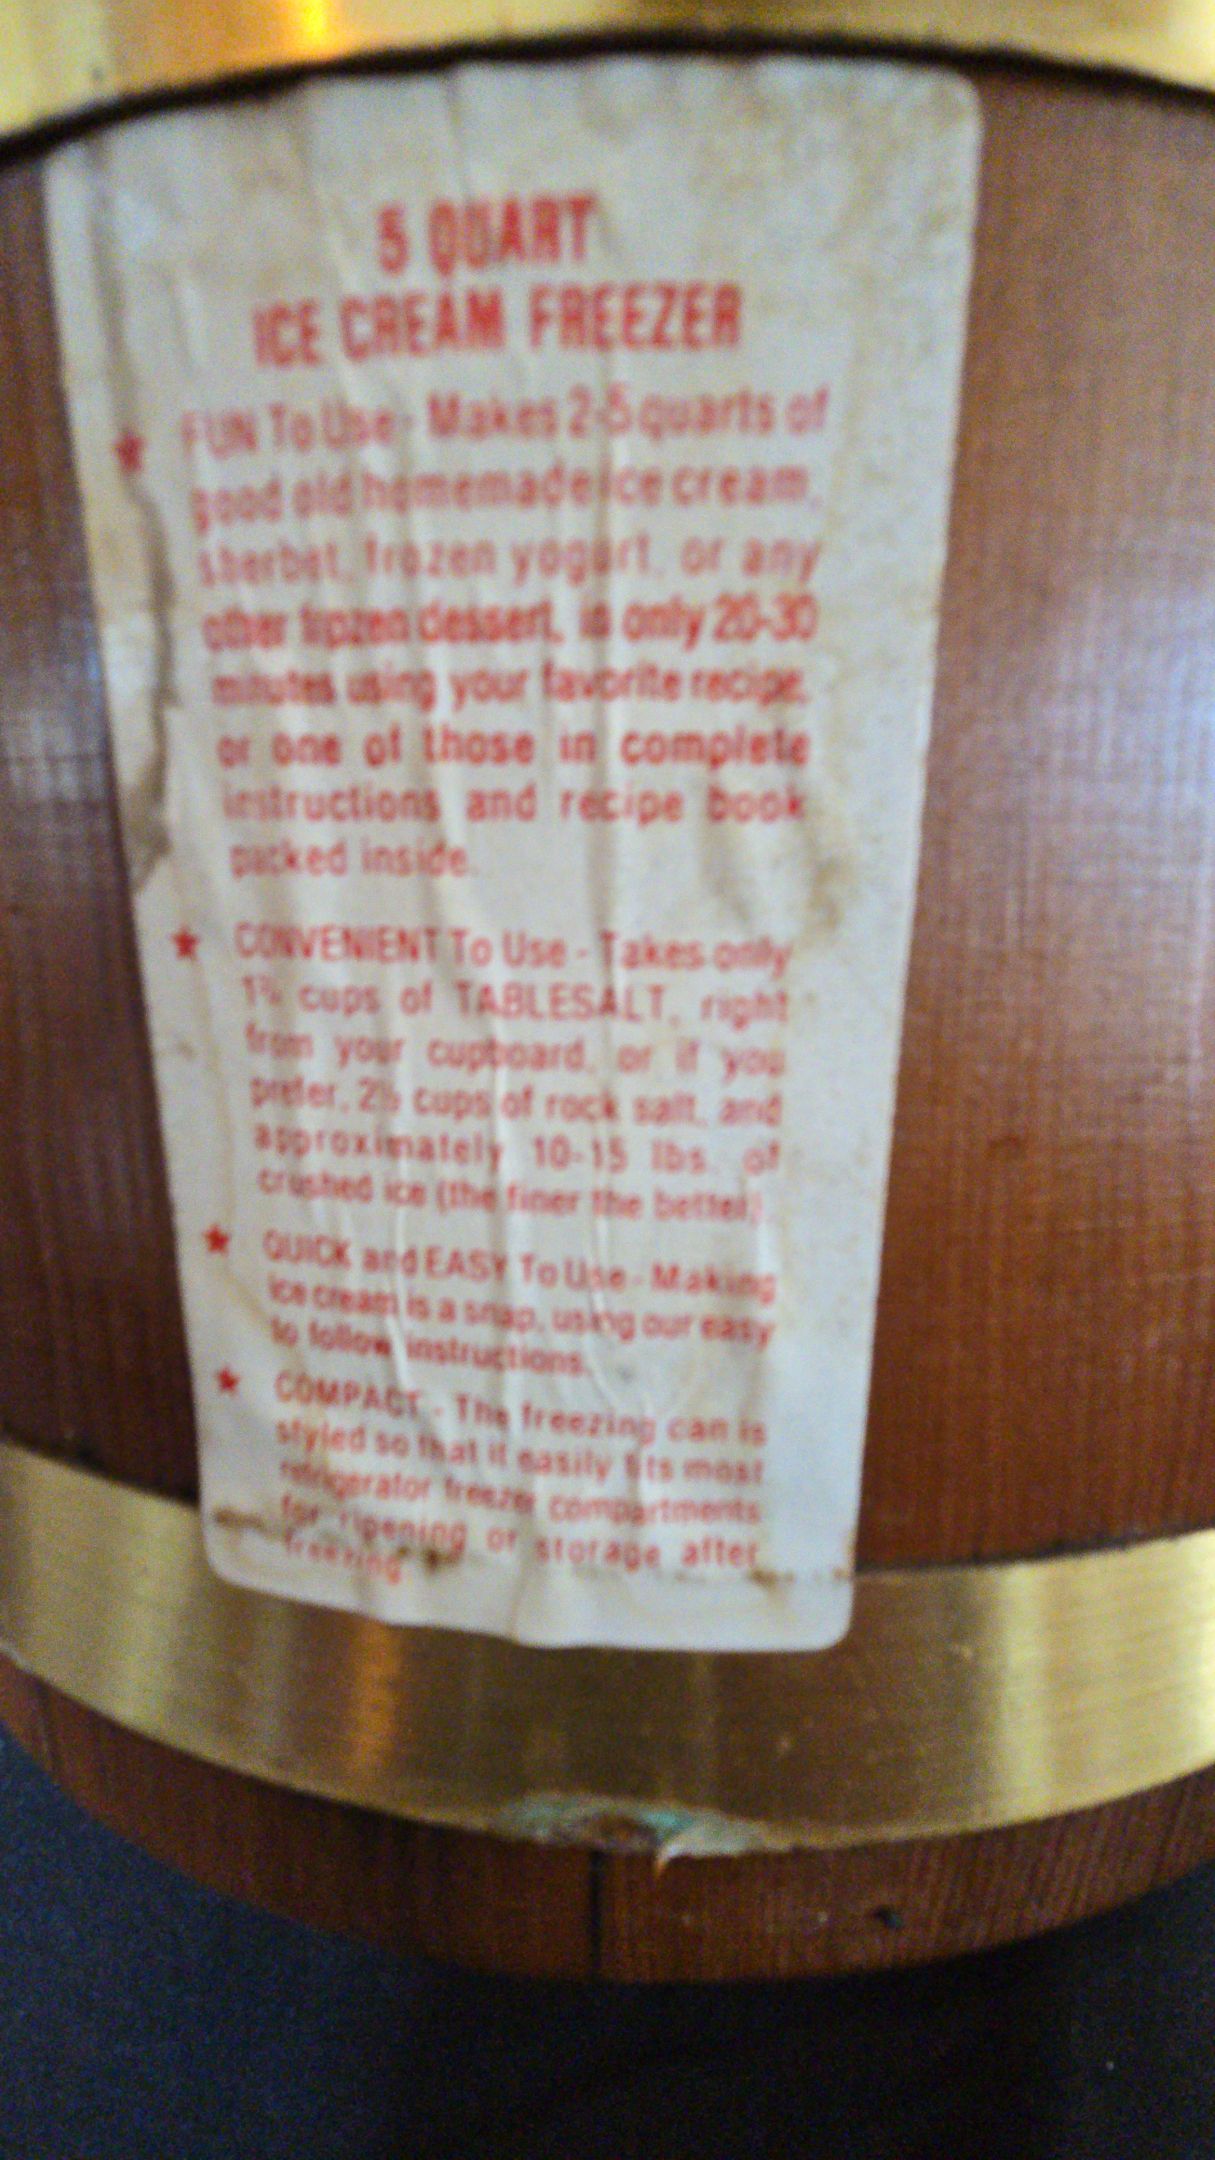 5 QUART
ICE CREAM FREEZER
★ FUN To Use - Makes 2-5 quarts of
good old homemade ice cream,
sherbet, frozen yogurt, or any
other frozen dessert, in only 20-30
minutes using your favorite recipe,
or one of those in complete
instructions and recipe book
packed inside.
★ CONVENIENT To Use - Takes only
cups of TABLESALT, right
from your cupboard, or if you
prefer, cups of rock salt, and
approximately 10-15 lbs. of
crushed ice (the finer the better).
★ QUICK and EASY To Use - Making
ice cream is a snap, using our easy
to follow instructions.
★ COMPACT - The freezing can is
styled so that it easily fits most
refrigerator freezer compartments
for ripening or storage after
freezing